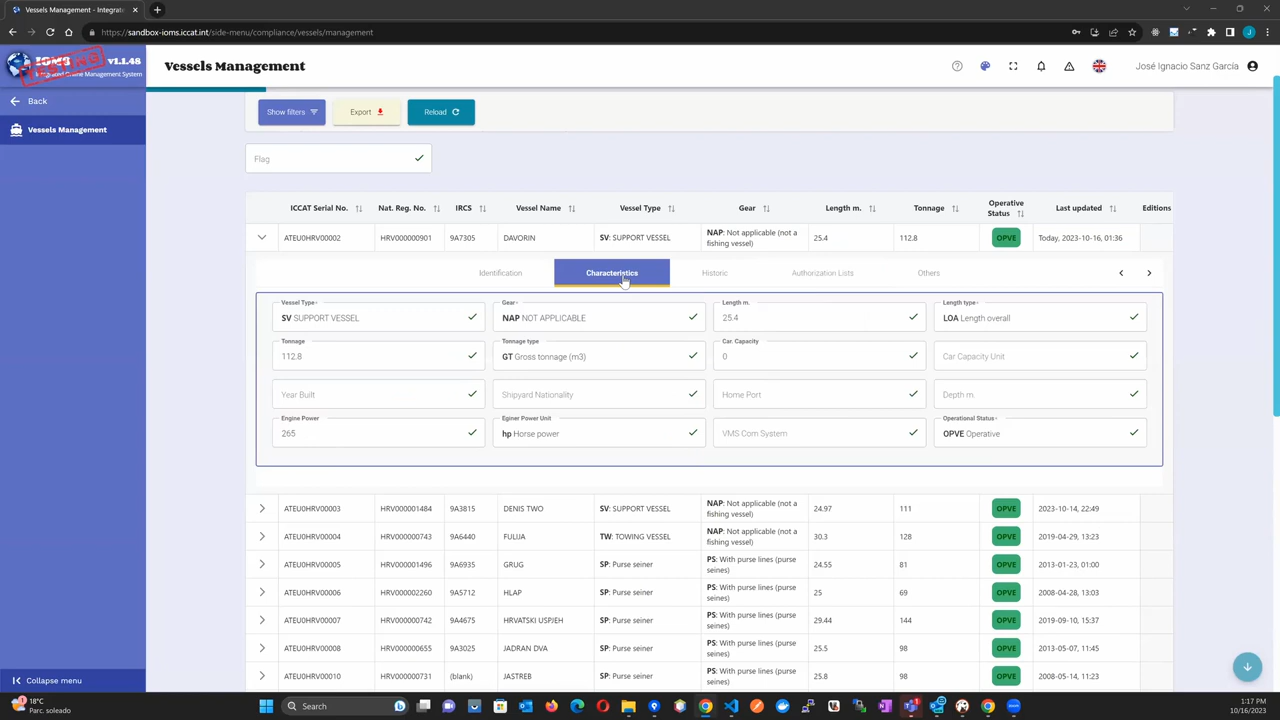 Vessels Management - Integrate
https://sandbox-ioms.iccat.int/side-menu/compliance/vessels/management
IOMS v1.1.48
Integrated Online Management System
TESTING
Vessels Management
José Ignacio Sanz García
Back
Vessels Management
Show filters
Export
Reload
Flag
ICCAT Serial No. Nat. Reg. No. IRCS Vessel Name Vessel Type Gear Length m. Tonnage Operative Status Last updated Editions
ATEU0HRV00002 HRV000000901 9A7305 DAVORIN SV: SUPPORT VESSEL NAP: Not applicable (not a fishing vessel) 25.4 112.8 OPVE Today, 2023-10-16, 01:36
Identification Characteristics Historic Authorization Lists Others
Vessel Type* Gear* Length m. Length type*
SV SUPPORT VESSEL NAP NOT APPLICABLE 25.4 LOA Length overall
Tonnage Tonnage type Car. Capacity
112.8 GT Gross tonnage (m3) 0 Car Capacity Unit
Year Built Shipyard Nationality Home Port Depth m.
Engine Power Eginer Power Unit Operational Status*
265 hp Horse power VMS Com System OPVE Operative
ATEU0HRV00003 HRV000001484 9A3815 DENIS TWO SV: SUPPORT VESSEL NAP: Not applicable (not a fishing vessel) 24.97 111 OPVE 2023-10-14, 22:49
ATEU0HRV00004 HRV000000743 9A6440 FULIJA TW: TOWING VESSEL NAP: Not applicable (not a fishing vessel) 30.3 128 OPVE 2019-04-29, 13:23
ATEU0HRV00005 HRV000001496 9A6935 GRUG SP: Purse seiner PS: With purse lines (purse seines) 24.55 81 OPVE 2013-01-23, 01:00
ATEU0HRV00006 HRV000002260 9A5712 HLAP SP: Purse seiner PS: With purse lines (purse seines) 25 69 OPVE 2008-04-28, 13:03
ATEU0HRV00007 HRV000000742 9A4675 HRVATSKI USPJEH SP: Purse seiner PS: With purse lines (purse seines) 29.44 144 OPVE 2019-09-10, 15:37
ATEU0HRV00008 HRV000000655 9A3025 JADRAN DVA SP: Purse seiner PS: With purse lines (purse seines) 25.5 98 OPVE 2013-05-07, 11:45
ATEU0HRV00010 HRV000000731 (blank) JASTREB SP: Purse seiner PS: With purse lines (purse seines) 25.8 98 OPVE 2008-05-14, 11:23
Collapse menu
18°C
Parc. soleado
Search
1:17 PM
10/16/2023